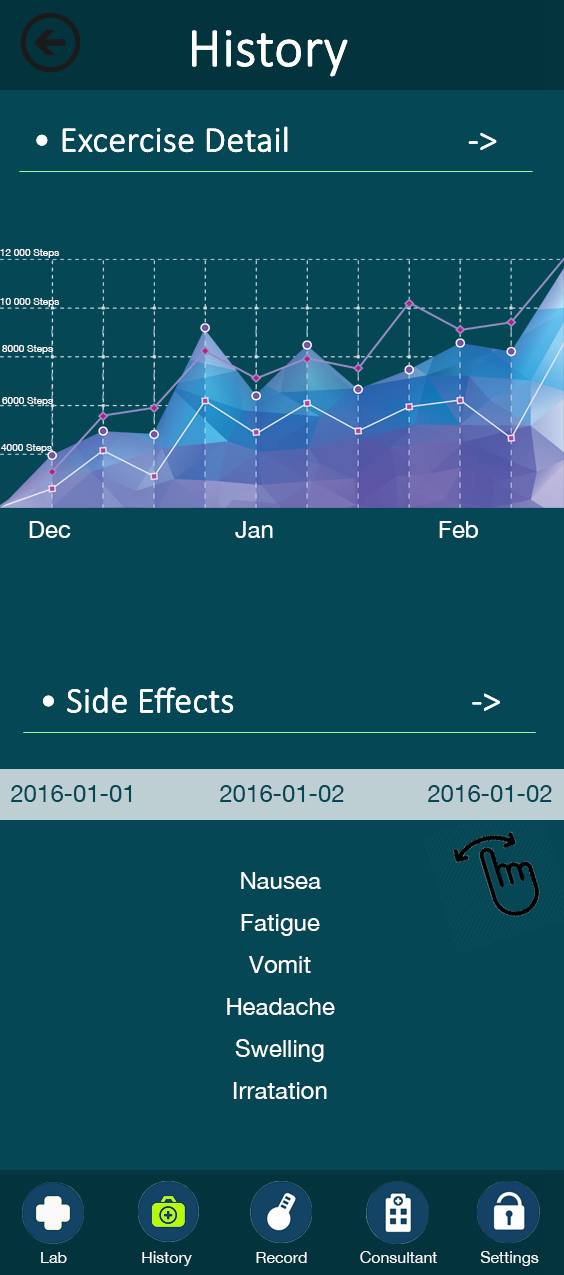 History
• Excercise Detail ->
12 000 Steps
10 000 Steps
8000 Steps
6000 Steps
4000 Steps
Dec Jan Feb
• Side Effects ->
2016-01-01 2016-01-02 2016-01-02
Nausea
Fatigue
Vomit
Headache
Swelling
Irratation
Lab History Record Consultant Settings